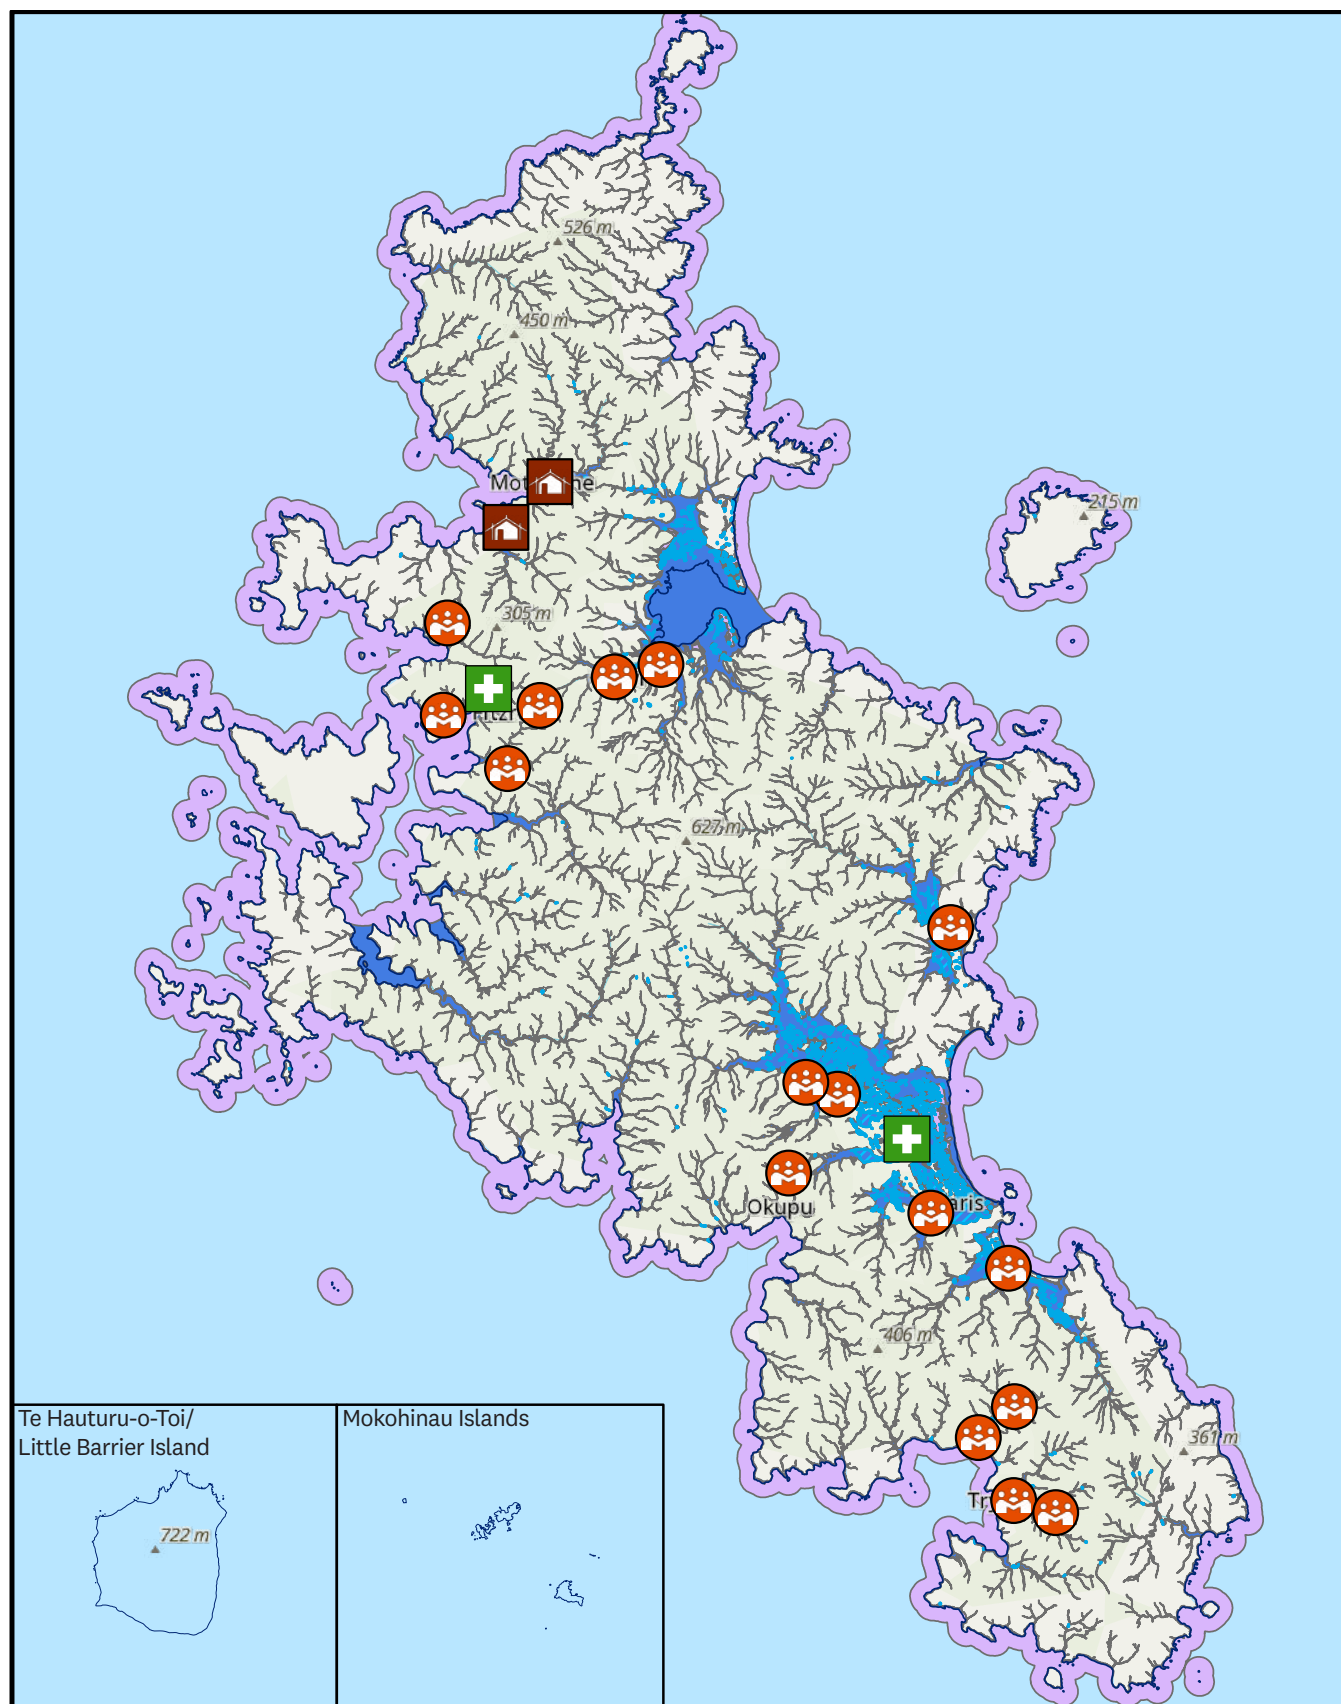 526 m
450 m
215 m
305 m
627 m
Okupu
406 m
361 m
Te Hauturu-o-Toi/
Little Barrier Island
722 m
Mokohinau Islands